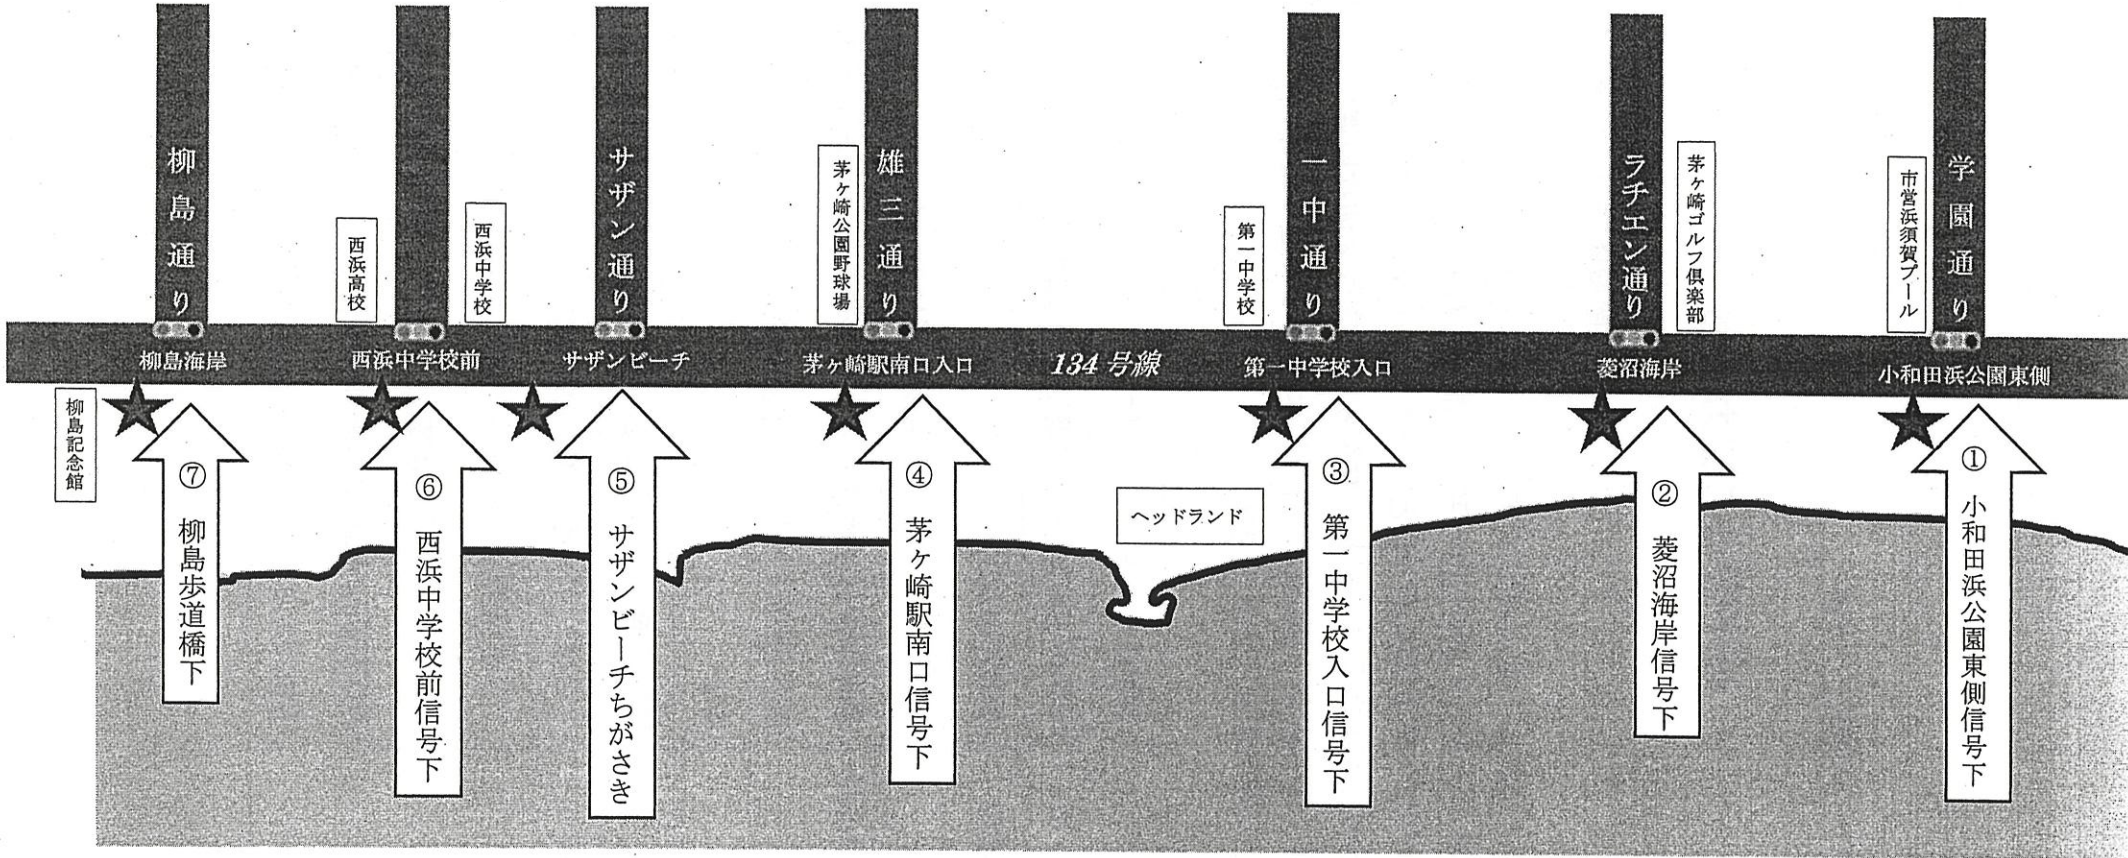 柳島通り
サザン通り
雄三通り
一中通り
ラチエン通り
学園通り
西浜高校
西浜中学校
茅ケ崎公園野球場
第一中学校
茅ケ崎ゴルフ倶楽部
市営浜須賀プール
柳島海岸
西浜中学校前
サザンビーチ
茅ヶ崎駅南口入口
134号線
第一中学校入口
菱沼海岸
小和田浜公園東側
柳島記念館
ヘッドランド
⑦ 柳島歩道橋下
⑥ 西浜中学校前信号下
⑤ サザンビーチちがさき
④ 茅ヶ崎駅南口信号下
③ 第一中学校入口信号下
② 菱沼海岸信号下
① 小和田浜公園東側信号下